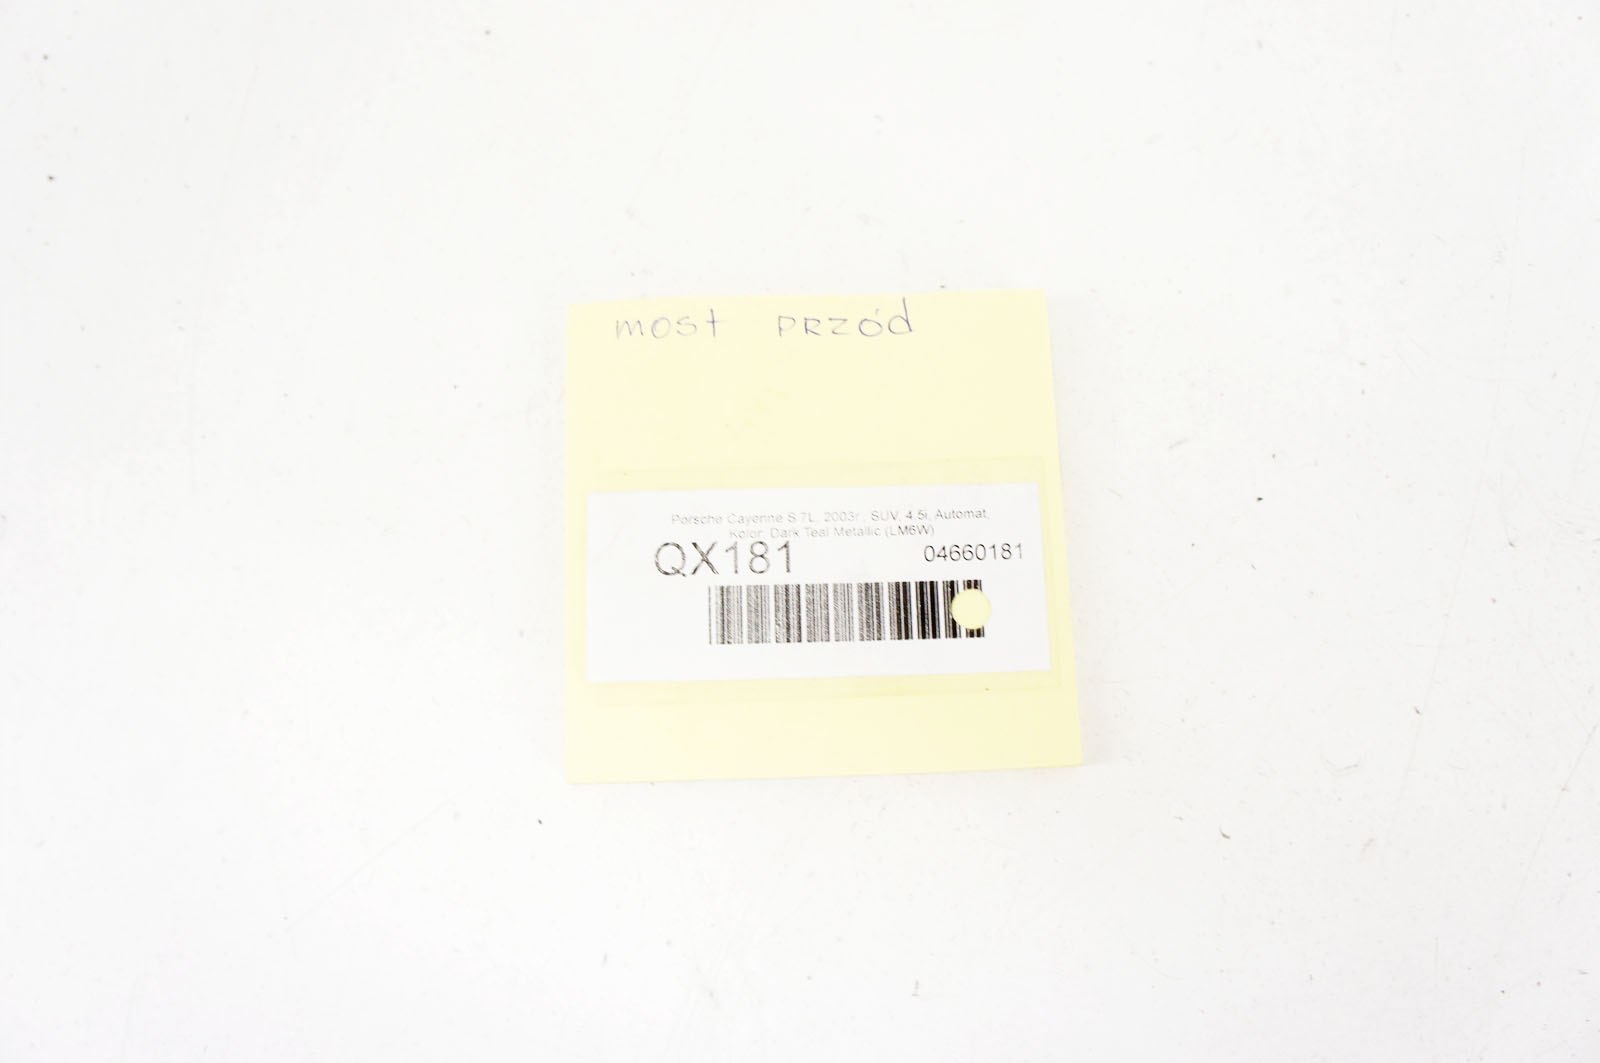 most przód
Porsche Cayenne S 7L, 2003r., SUV, 4.5i, Automat,
Kolor: Dark Teal Metallic (LM6W)
QX181 04660181